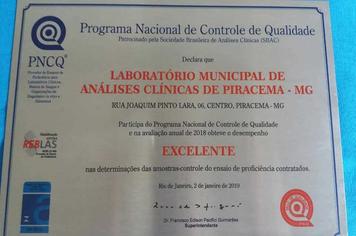 Programa Nacional de Controle de Qualidade
Patrocinado pela Sociedade Brasileira de Análises Clínicas (SBAC)
PNCQ
Declara que
LABORATÓRIO MUNICIPAL DE
ANÁLISES CLÍNICAS DE PIRACEMA - MG
RUA JOAQUIM PINTO LARA, 06, CENTRO, PIRACEMA - MG
Participa do Programa Nacional de Controle de Qualidade
e na avaliação anual de 2018 obteve o desempenho
REBLAS
EXCELENTE
nas determinações das amostras-controle do ensaio de proficiência contratados.
Rio de Janeiro, 2 de janeiro de 2019
Dr. Francisco Edison Pacifici Guimarães
Superintendente